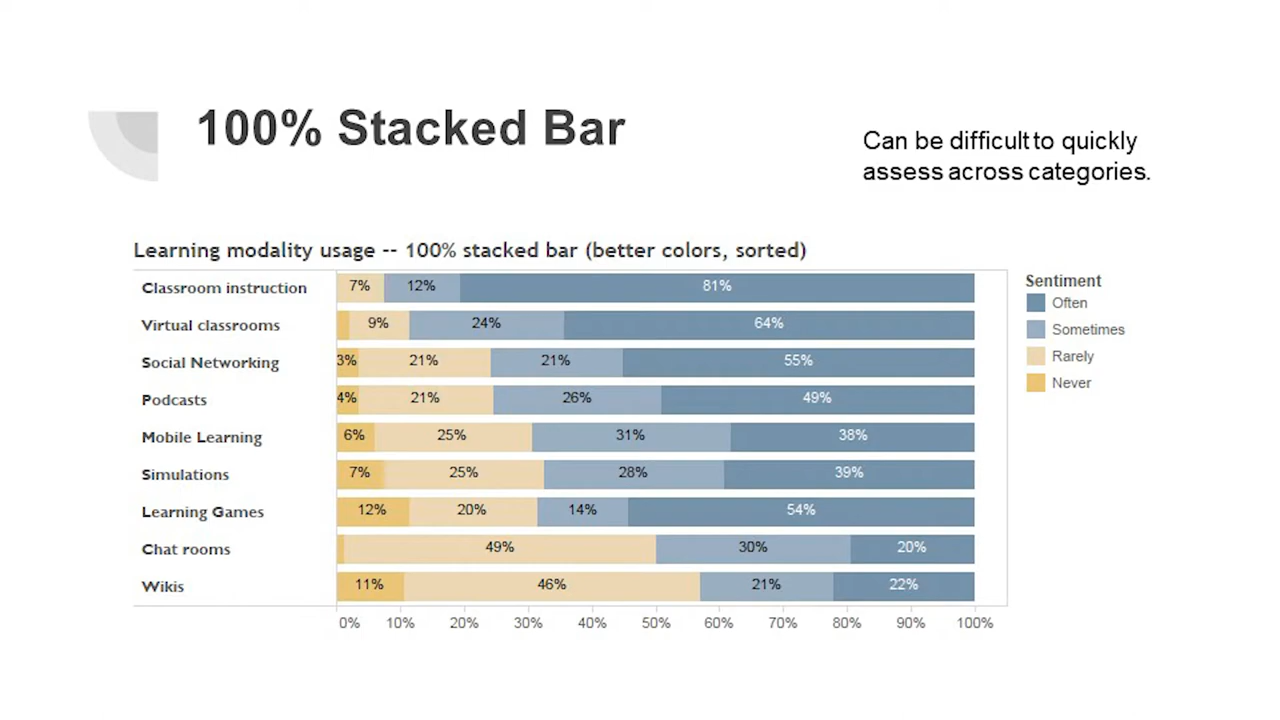 100% Stacked Bar
Can be difficult to quickly
assess across categories.
Learning modality usage -- 100% stacked bar (better colors, sorted)
Classroom instruction 7% 12% 81%
Virtual classrooms 9% 24% 64%
Social Networking 3% 21% 21% 55%
Podcasts 4% 21% 26% 49%
Mobile Learning 6% 25% 31% 38%
Simulations 7% 25% 28% 39%
Learning Games 12% 20% 14% 54%
Chat rooms 49% 30% 20%
Wikis 11% 46% 21% 22%
0% 10% 20% 30% 40% 50% 60% 70% 80% 90% 100%
Sentiment
Often
Sometimes
Rarely
Never